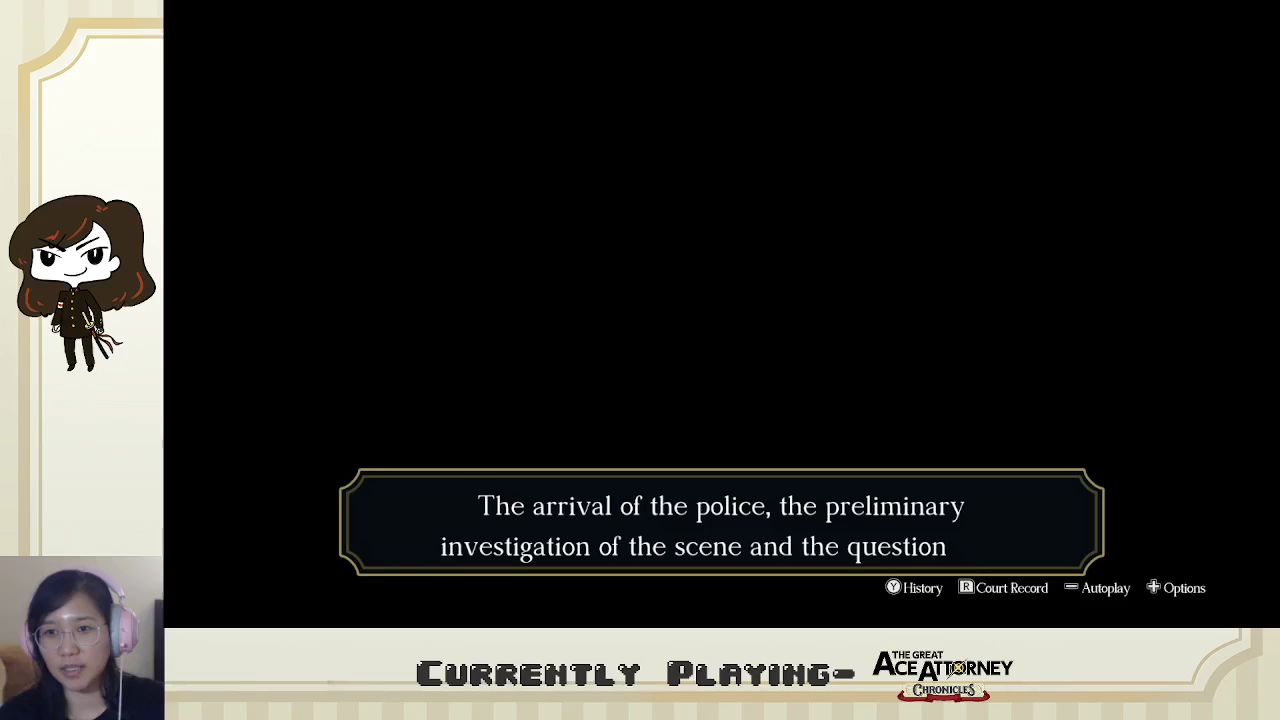 The arrival of the police, the preliminary
investigation of the scene and the question
Y History R Court Record Autoplay Options
Currently Playing-
THE GREAT
ACE ATTORNEY
CHRONICLES